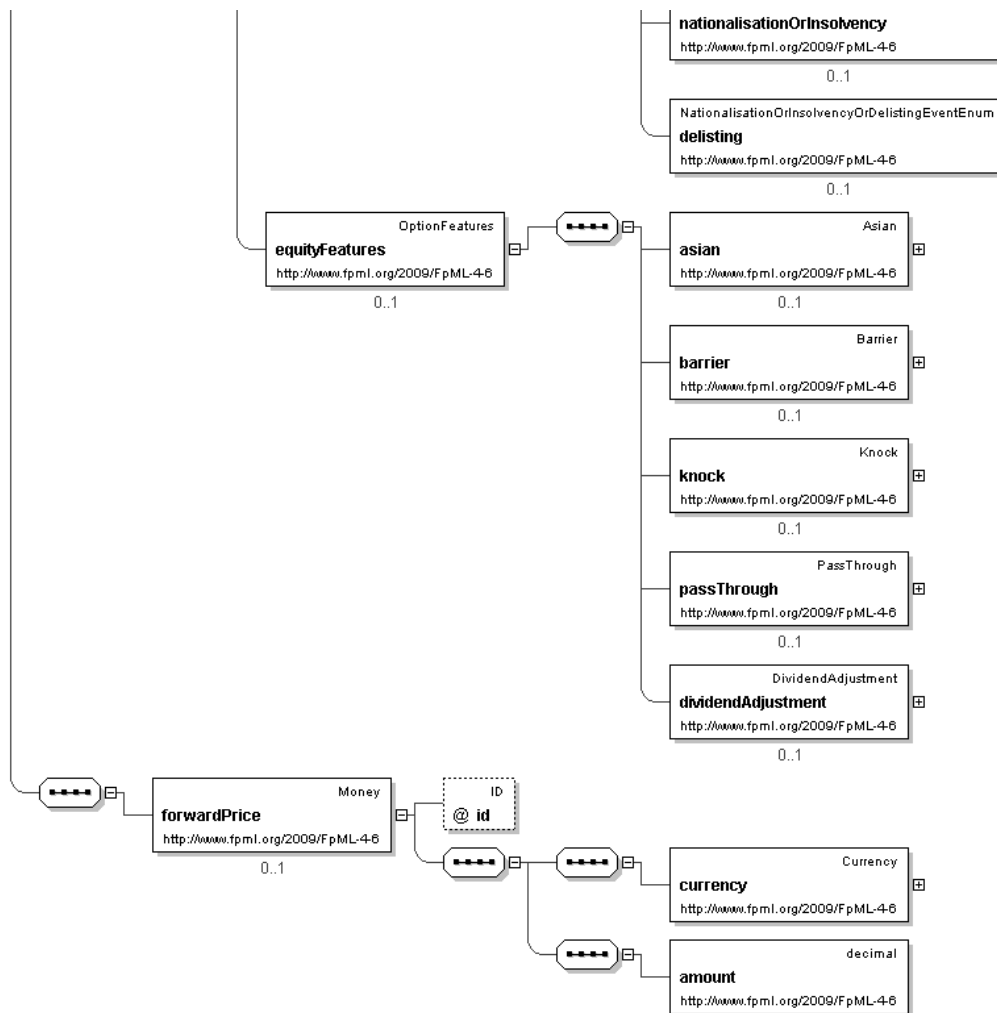 nationalisationOrInsolvency
http://www.fpml.org/2009/FpML-4-6
0..1
NationalisationOrInsolvencyOrDelistingEventEnum
delisting
http://www.fpml.org/2009/FpML-4-6
0..1
OptionFeatures
equityFeatures
http://www.fpml.org/2009/FpML-4-6
0..1
Asian
asian
http://www.fpml.org/2009/FpML-4-6
0..1
Barrier
barrier
http://www.fpml.org/2009/FpML-4-6
0..1
Knock
knock
http://www.fpml.org/2009/FpML-4-6
0..1
PassThrough
passThrough
http://www.fpml.org/2009/FpML-4-6
0..1
DividendAdjustment
dividendAdjustment
http://www.fpml.org/2009/FpML-4-6
0..1
Money
forwardPrice
http://www.fpml.org/2009/FpML-4-6
0..1
ID
@ id
Currency
currency
http://www.fpml.org/2009/FpML-4-6
decimal
amount
http://www.fpml.org/2009/FpML-4-6